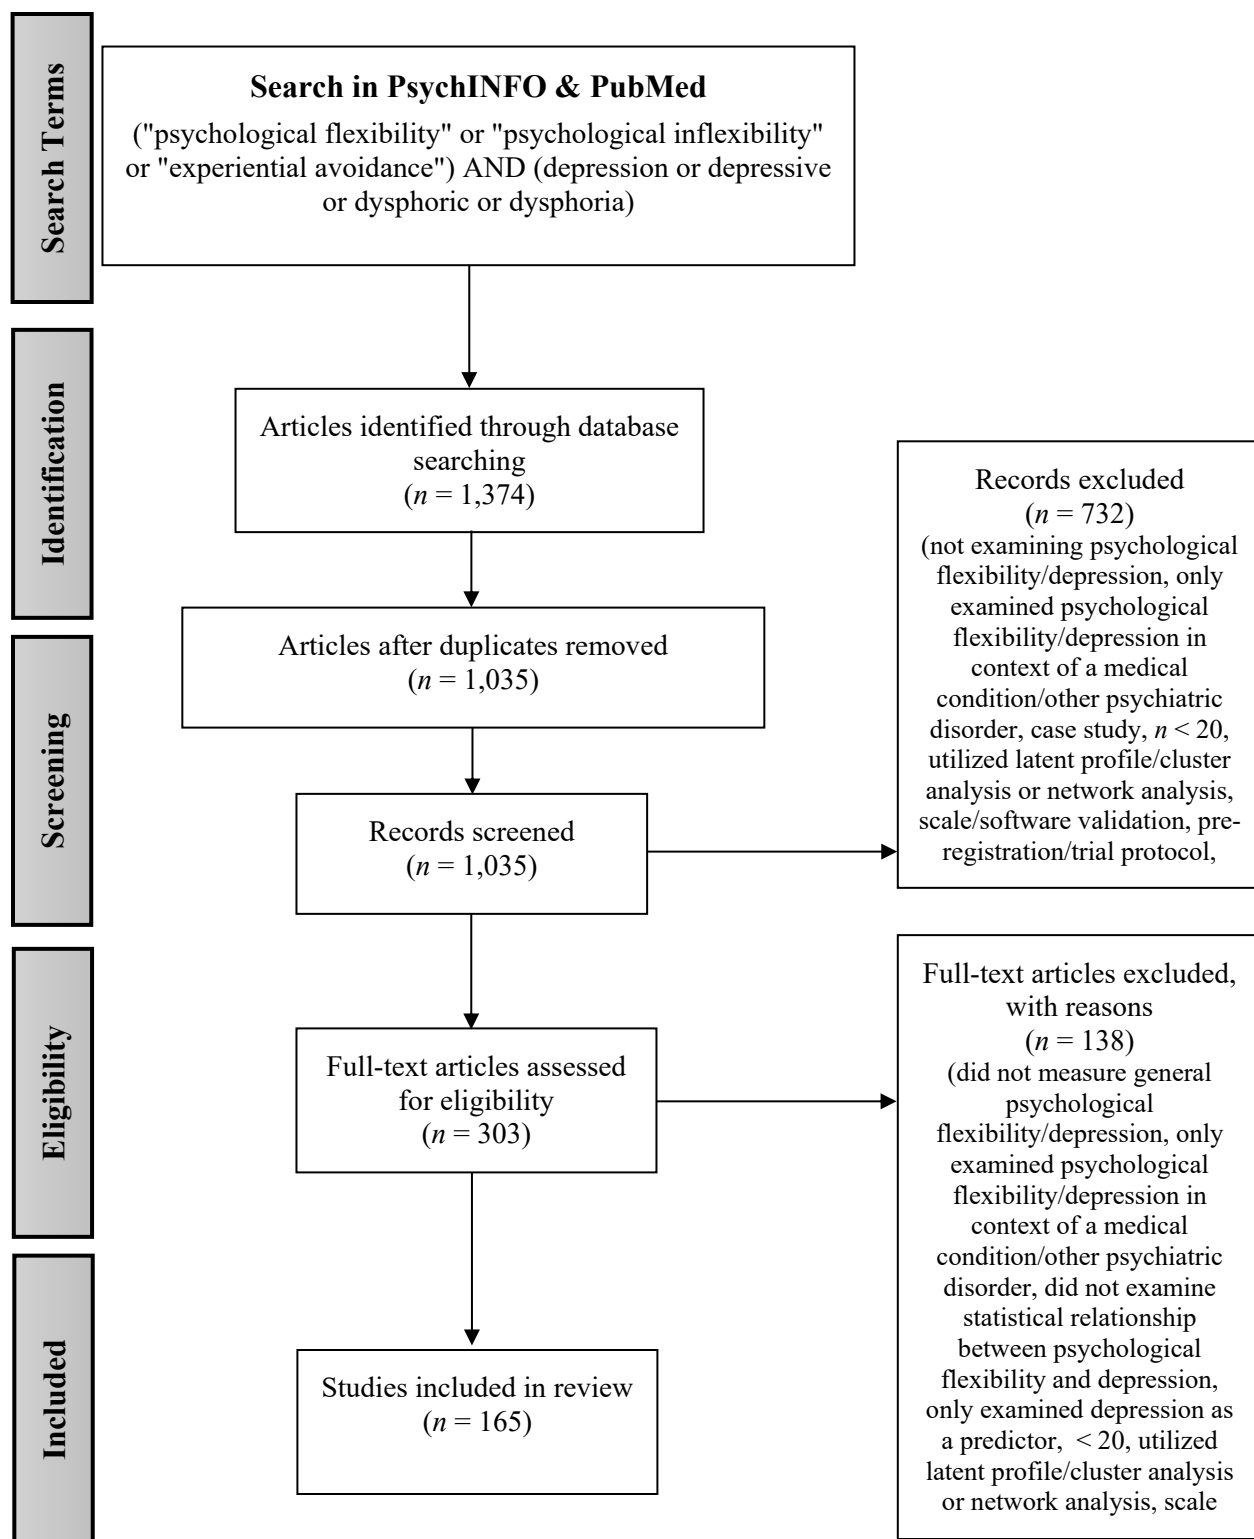 Search Terms
Search in PsychINFO & PubMed
("psychological flexibility" or "psychological inflexibility"
or "experiential avoidance") AND (depression or depressive
or dysphoric or dysphoria)
Identification
Articles identified through database
searching
(n = 1,374)
Screening
Articles after duplicates removed
(n = 1,035)
Records screened
(n = 1,035)
Records excluded
(n = 732)
(not examining psychological
flexibility/depression, only
examined psychological
flexibility/depression in
context of a medical
condition/other psychiatric
disorder, case study, n < 20,
utilized latent profile/cluster
analysis or network analysis,
scale/software validation, pre-
registration/trial protocol,
Eligibility
Full-text articles assessed
for eligibility
(n = 303)
Full-text articles excluded,
with reasons
(n = 138)
(did not measure general
psychological
flexibility/depression, only
examined psychological
flexibility/depression in
context of a medical
condition/other psychiatric
disorder, did not examine
statistical relationship
between psychological
flexibility and depression,
only examined depression as
a predictor, < 20, utilized
latent profile/cluster analysis
or network analysis, scale
Included
Studies included in review
(n = 165)